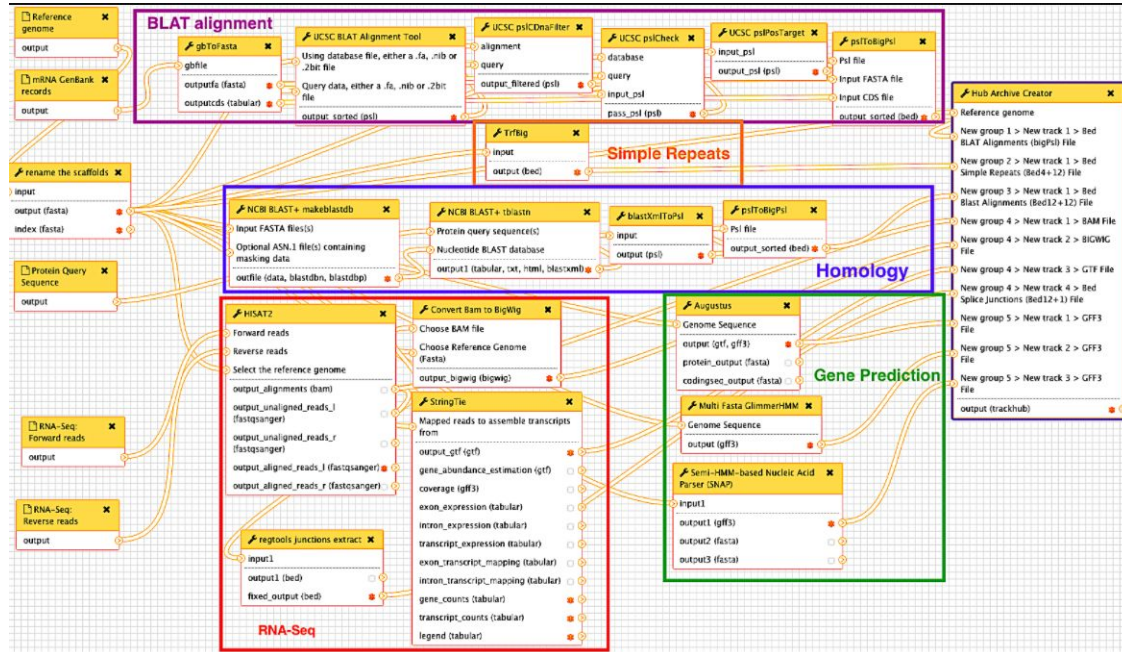 Reference
genome
output
mRNA GenBank
records
output
rename the scaffolds
input
output (fasta)
index (fasta)
Protein Query
Sequence
output
RNA-Seq:
Forward reads
output
RNA-Seq:
Reverse reads
output
BLAT alignment
gbToFasta
gbfile
outputfa (fasta)
outputcds (tabular)
UCSC BLAT Alignment Tool
Using database file, either a .fa, .nib or
.2bit file
Query data, either a .fa, .nib or .2bit
file
output_sorted (psl)
UCSC pslCDnaFilter
alignment
query
output_filtered (psl)
UCSC pslCheck
database
query
input_psl
pass_psl (psl)
UCSC pslPosTarget
input_psl
output_psl (psl)
pslToBigPsl
Psl file
Input FASTA file
Input CDS file
output_sorted (bed)
TrfBig
input
output (bed)
Simple Repeats
NCBI BLAST+ makeblastdb
Input FASTA files(s)
Optional ASN.1 file(s) containing
masking data
outfile (data, blastdbn, blastdbp)
NCBI BLAST+ tblastn
Protein query sequence(s)
Nucleotide BLAST database
output1 (tabular, txt, html, blastxml)
blastXmlToPsl
input
output (psl)
pslToBigPsl
Psl file
output_sorted (bed)
Homology
HISAT2
Forward reads
Reverse reads
Select the reference genome
output_alignments (bam)
output_unaligned_reads_l
(fastqsanger)
output_unaligned_reads_r
(fastqsanger)
output_aligned_reads_l (fastqsanger)
output_aligned_reads_r (fastqsanger)
Convert Bam to BigWig
Choose BAM file
Choose Reference Genome
(Fasta)
output_bigwig (bigwig)
StringTie
Mapped reads to assemble transcripts
from
output_gtf (gtf)
gene_abundance_estimation (gtf)
coverage (gff3)
exon_expression (tabular)
intron_expression (tabular)
transcript_expression (tabular)
exon_transcript_mapping (tabular)
intron_transcript_mapping (tabular)
gene_counts (tabular)
transcript_counts (tabular)
legend (tabular)
regtools junctions extract
input1
output1 (bed)
fixed_output (bed)
RNA-Seq
Augustus
Genome Sequence
output (gtf, gff3)
protein_output (fasta)
codingseq_output (fasta)
Gene Prediction
Multi Fasta GlimmerHMM
Genome Sequence
output (gff3)
Semi-HMM-based Nucleic Acid
Parser (SNAP)
input1
output1 (gff3)
output2 (fasta)
output3 (fasta)
Hub Archive Creator
Reference genome
New group 1 > New track 1 > Bed
BLAT Alignments (bigPsl) File
New group 2 > New track 1 > Bed
Simple Repeats (Bed4+12) File
New group 3 > New track 1 > Bed
Blast Alignments (Bed12+12) File
New group 4 > New track 1 > BAM File
New group 4 > New track 2 > BIGWIG
File
New group 4 > New track 3 > GTF File
New group 4 > New track 4 > Bed
Splice Junctions (Bed12+1) File
New group 5 > New track 1 > GFF3
File
New group 5 > New track 2 > GFF3
File
New group 5 > New track 3 > GFF3
File
output (trackhub)